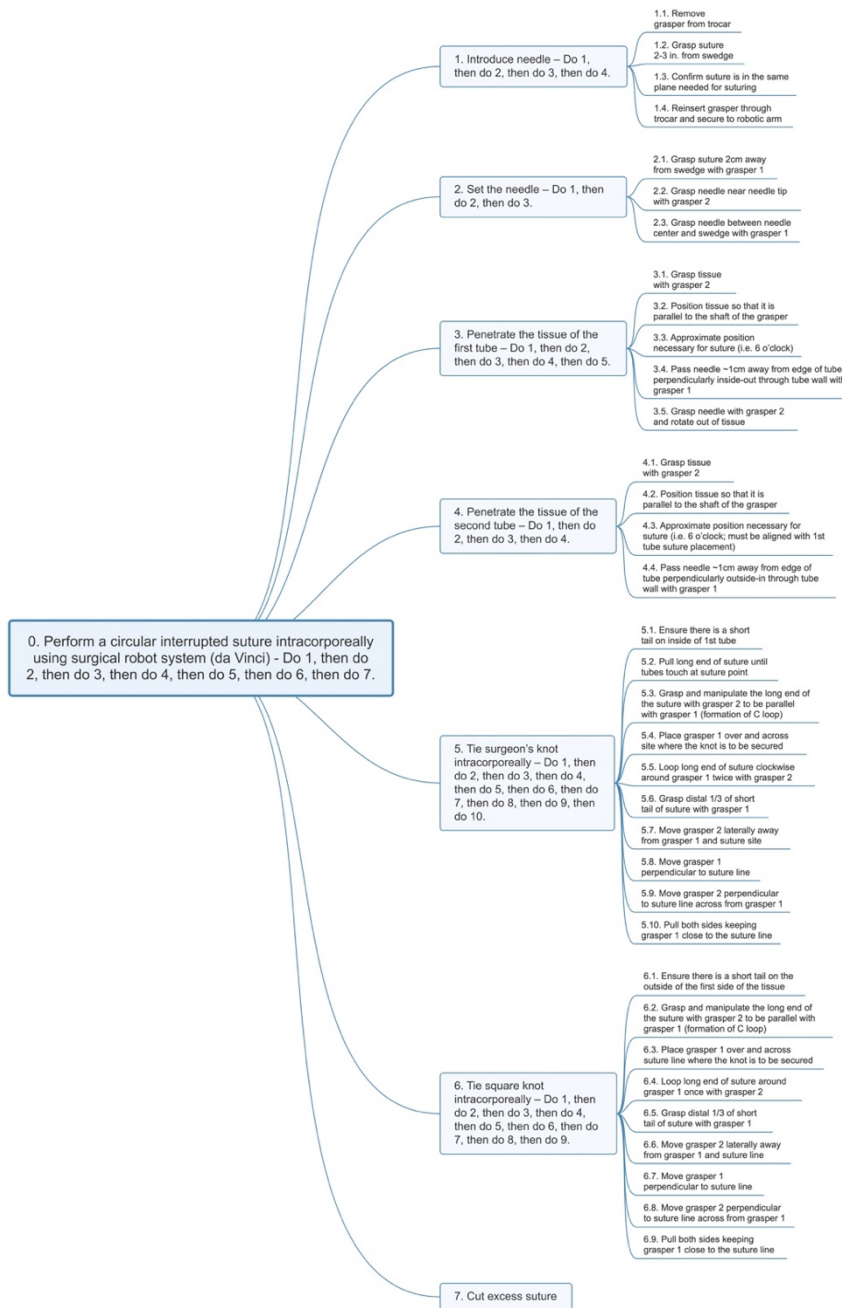 1.1. Remove
grasper from trocar
1.2. Grasp suture
2-3 in. from swedge
1. Introduce needle – Do 1,
then do 2, then do 3, then do 4.
1.3. Confirm suture is in the same
plane needed for suturing
1.4. Reinsert grasper through
trocar and secure to robotic arm
2.1. Grasp suture 2cm away
from swedge with grasper 1
2. Set the needle – Do 1, then
do 2, then do 3.
2.2. Grasp needle near needle tip
with grasper 2
2.3. Grasp needle between needle
center and swedge with grasper 1
3.1. Grasp tissue
with grasper 2
3.2. Position tissue so that it is
parallel to the shaft of the grasper
3. Penetrate the tissue of the
first tube – Do 1, then do 2,
then do 3, then do 4, then do 5.
3.3. Approximate position
necessary for suture (i.e. 6 o'clock)
3.4. Pass needle ~1cm away from edge of tube
perpendicularly inside-out through tube wall with
grasper 1
3.5. Grasp needle with grasper 2
and rotate out of tissue
4.1. Grasp tissue
with grasper 2
4.2. Position tissue so that it is
parallel to the shaft of the grasper
4. Penetrate the tissue of the
second tube – Do 1, then do
2, then do 3, then do 4.
4.3. Approximate position necessary for
suture (i.e. 6 o'clock; must be aligned with 1st
tube suture placement)
4.4. Pass needle ~1cm away from edge of
tube perpendicularly outside-in through tube
wall with grasper 1
0. Perform a circular interrupted suture intracorporeally
using surgical robot system (da Vinci) - Do 1, then do
2, then do 3, then do 4, then do 5, then do 6, then do 7.
5.1. Ensure there is a short
tail on inside of 1st tube
5.2. Pull long end of suture until
tubes touch at suture point
5.3. Grasp and manipulate the long end of
the suture with grasper 2 to be parallel
with grasper 1 (formation of C loop)
5.4. Place grasper 1 over and across
site where the knot is to be secured
5. Tie surgeon's knot
intracorporeally – Do 1, then
do 2, then do 3, then do 4,
then do 5, then do 6, then do
7, then do 8, then do 9, then
do 10.
5.5. Loop long end of suture clockwise
around grasper 1 twice with grasper 2
5.6. Grasp distal 1/3 of short
tail of suture with grasper 1
5.7. Move grasper 2 laterally away
from grasper 1 and suture site
5.8. Move grasper 1
perpendicular to suture line
5.9. Move grasper 2 perpendicular
to suture line across from grasper 1
5.10. Pull both sides keeping
grasper 1 close to the suture line
6.1. Ensure there is a short tail on the
outside of the first side of the tissue
6.2. Grasp and manipulate the long end of
the suture with grasper 2 to be parallel with
grasper 1 (formation of C loop)
6.3. Place grasper 1 over and across
suture line where the knot is to be secured
6. Tie square knot
intracorporeally – Do 1, then
do 2, then do 3, then do 4,
then do 5, then do 6, then do
7, then do 8, then do 9.
6.4. Loop long end of suture around
grasper 1 once with grasper 2
6.5. Grasp distal 1/3 of short
tail of suture with grasper 1
6.6. Move grasper 2 laterally away
from grasper 1 and suture line
6.7. Move grasper 1
perpendicular to suture line
6.8. Move grasper 2 perpendicular
to suture line across from grasper 1
6.9. Pull both sides keeping
grasper 1 close to the suture line
7. Cut excess suture